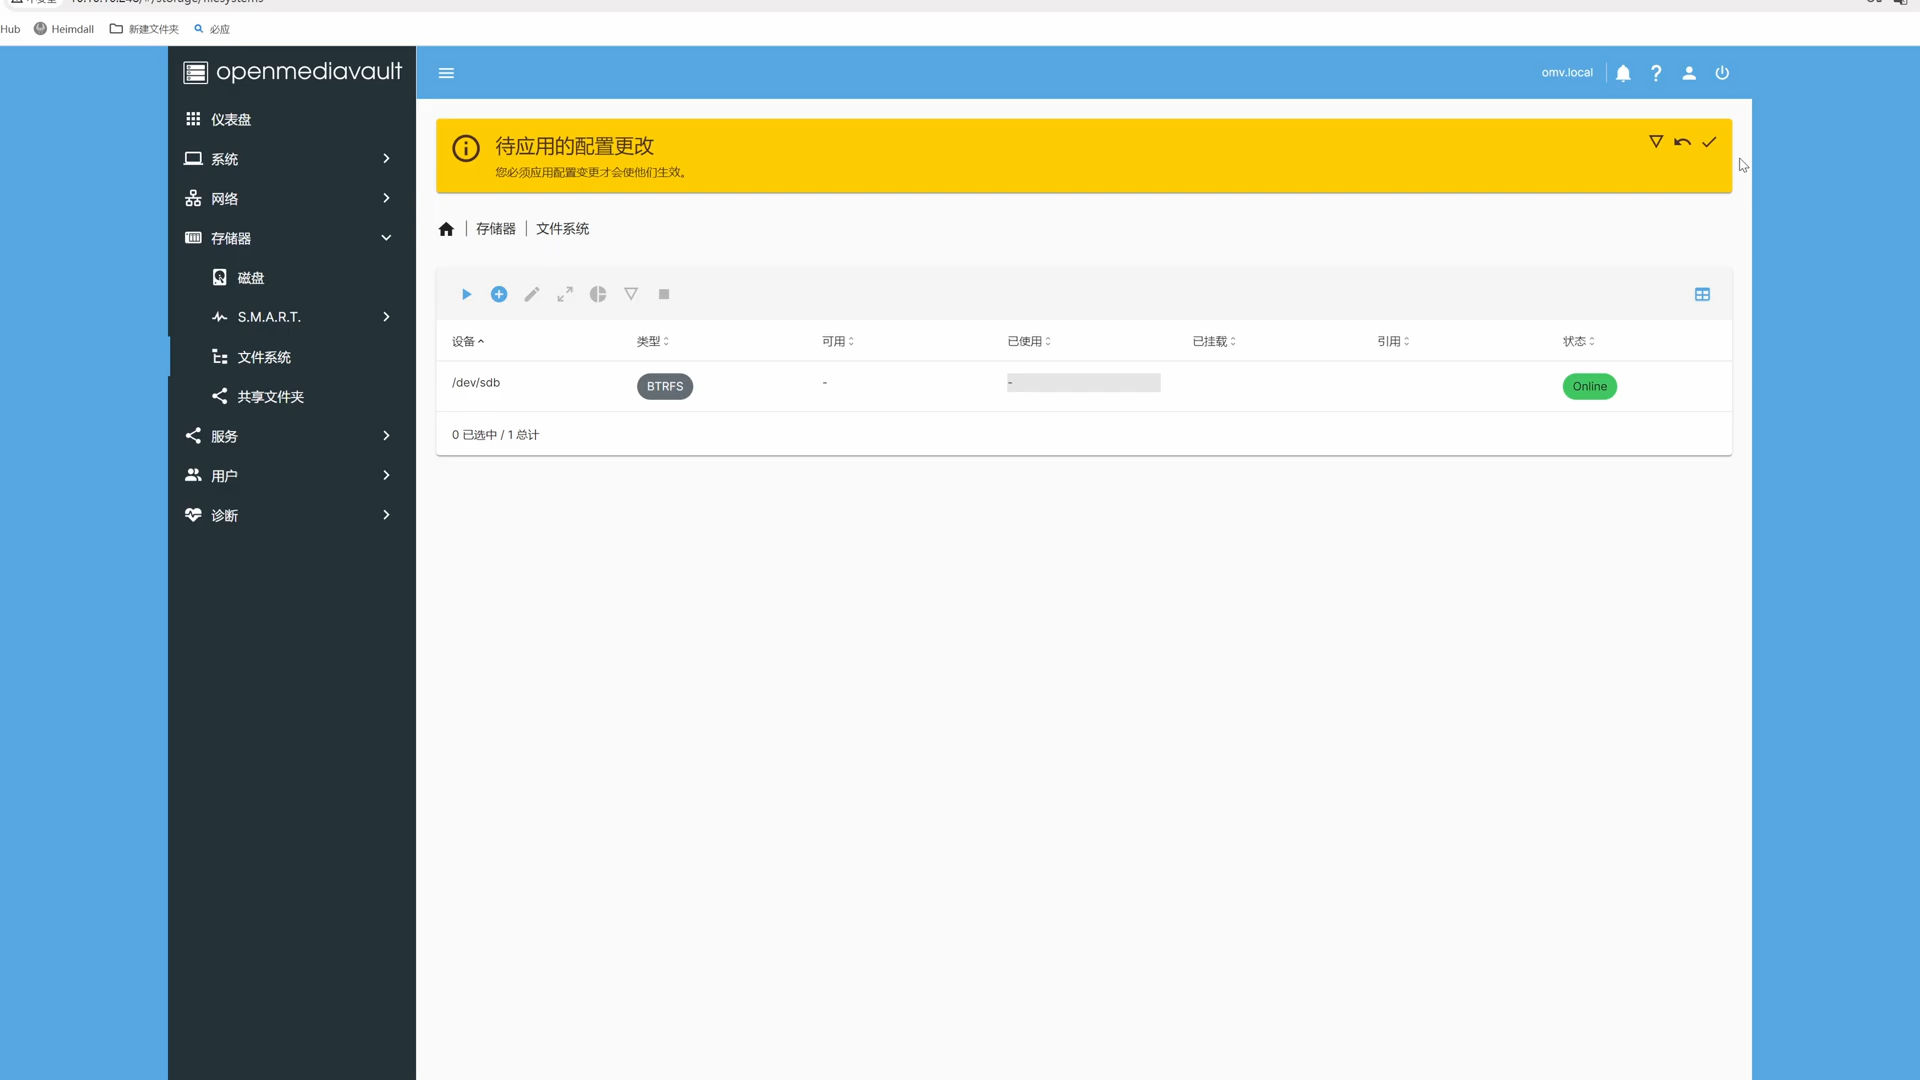 Hub Heimdall 新建文件夹 必应
openmediavault
omv.local
仪表盘
系统
网络
存储器
磁盘
S.M.A.R.T.
文件系统
共享文件夹
服务
用户
诊断
待应用的配置更改
您必须应用配置变更才会使他们生效。
存储器 | 文件系统
设备 类型 可用 已使用 已挂载 引用 状态
/dev/sdb BTRFS - - Online
0 已选中 / 1 总计